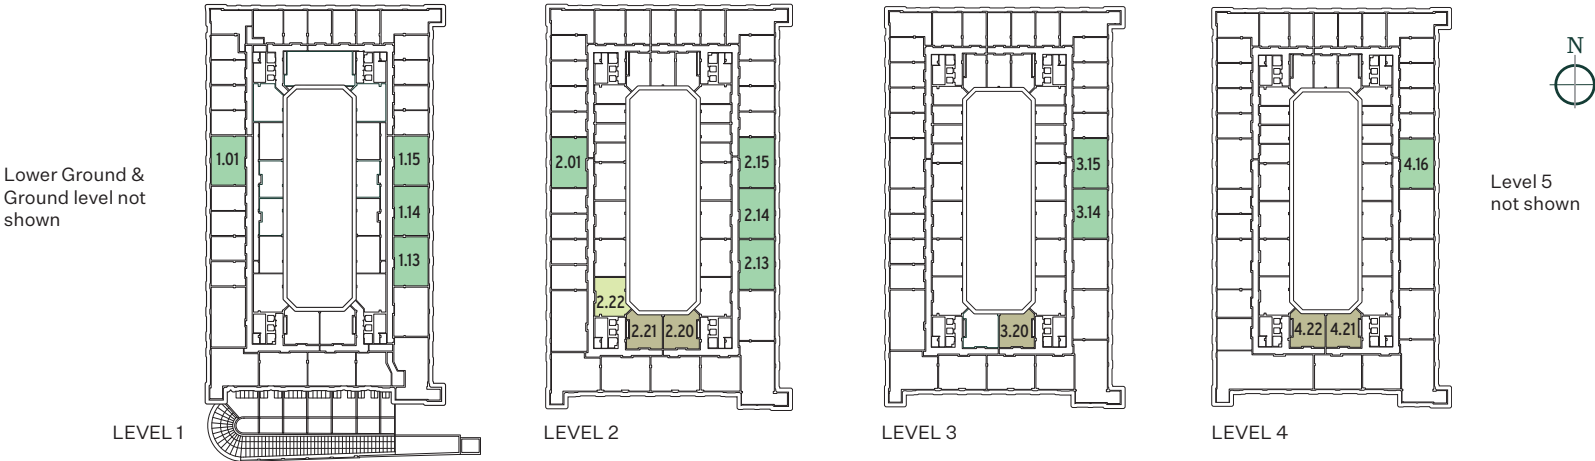 N
1.01
1.15
1.14
1.13
2.01
2.15
2.14
2.13
2.22
2.21
2.20
3.15
3.14
3.20
4.16
4.22
4.21
Lower Ground &
Ground level not
shown
Level 5
not shown
LEVEL 1
LEVEL 2
LEVEL 3
LEVEL 4